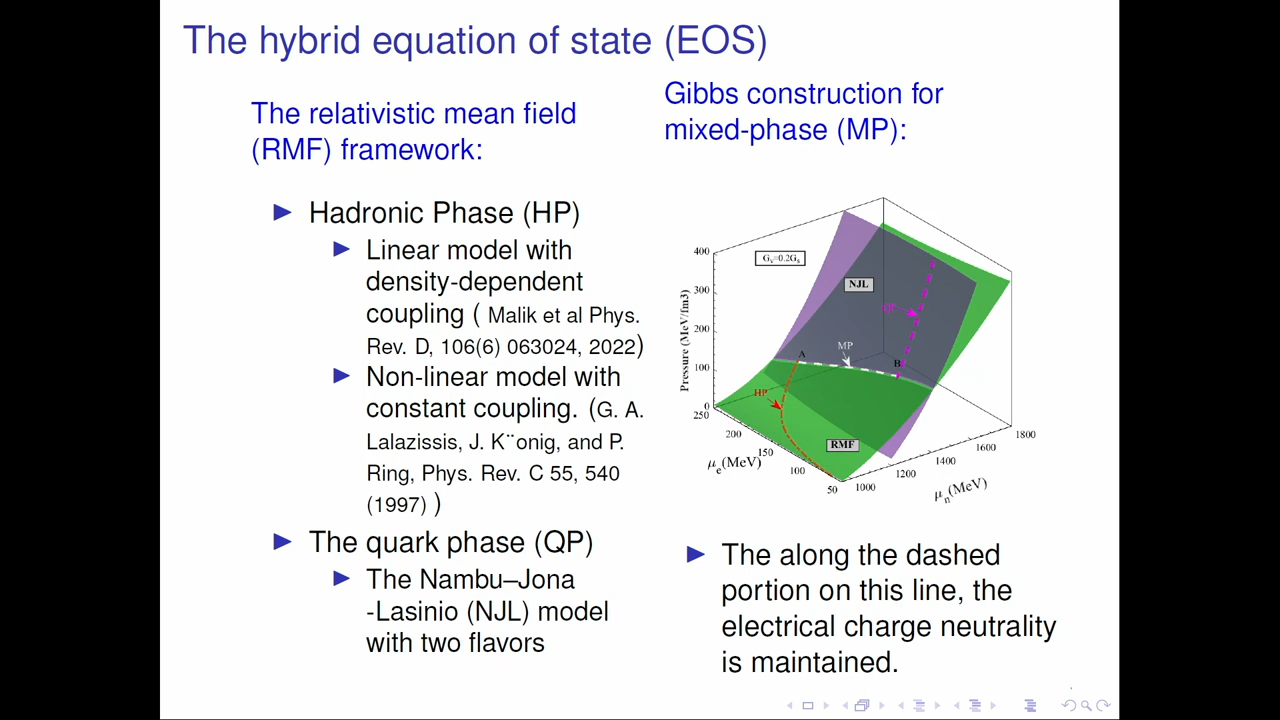 The hybrid equation of state (EOS)
The relativistic mean field
(RMF) framework:
Hadronic Phase (HP)
Linear model with
density-dependent
coupling ( Malik et al Phys.
Rev. D, 106(6) 063024, 2022)
Non-linear model with
constant coupling. (G. A.
Lalazissis, J. K¨onig, and P.
Ring, Phys. Rev. C 55, 540
(1997) )
The quark phase (QP)
The Nambu–Jona
-Lasinio (NJL) model
with two flavors
Gibbs construction for
mixed-phase (MP):
Gᵥ=0.2Gₛ
NJL
QP
MP
A
B
HP
RMF
Pressure (MeV/fm3)
400
300
200
100
0
250
200
150
100
50
μₑ(MeV)
1000
1200
1400
1600
1800
μₙ(MeV)
The along the dashed
portion on this line, the
electrical charge neutrality
is maintained.